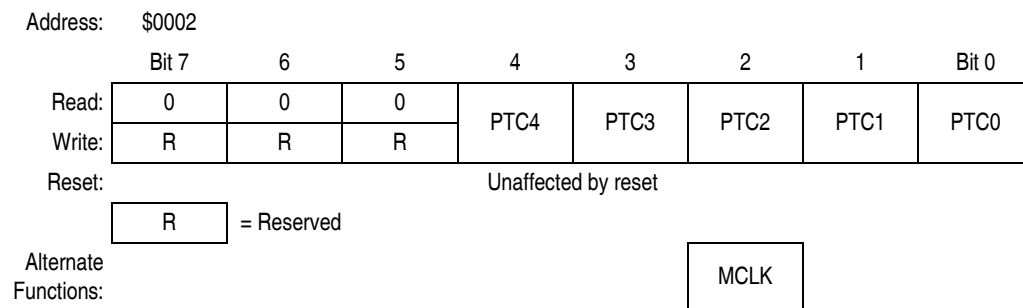 Address: $0002
Bit 7 6 5 4 3 2 1 Bit 0
Read: 0 0 0 PTC4 PTC3 PTC2 PTC1 PTC0
Write: R R R
Reset: Unaffected by reset
R = Reserved
Alternate
Functions: MCLK